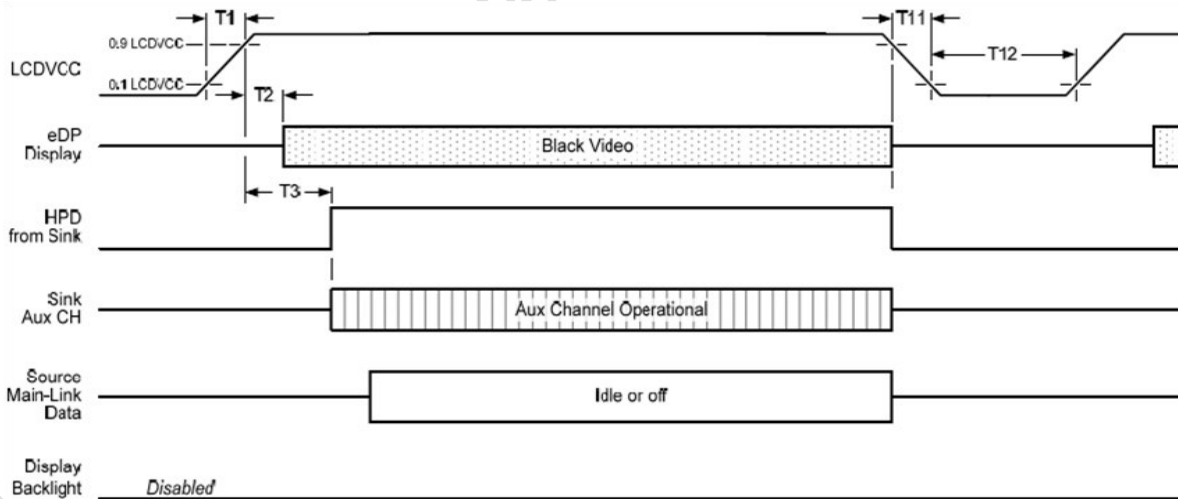 T1
T11
0.9 LCDVCC
LCDVCC
0.1 LCDVCC
T12
T2
eDP
Display
Black Video
T3
HPD
from Sink
Sink
Aux CH
Aux Channel Operational
Source
Main-Link
Data
Idle or off
Display
Backlight
Disabled